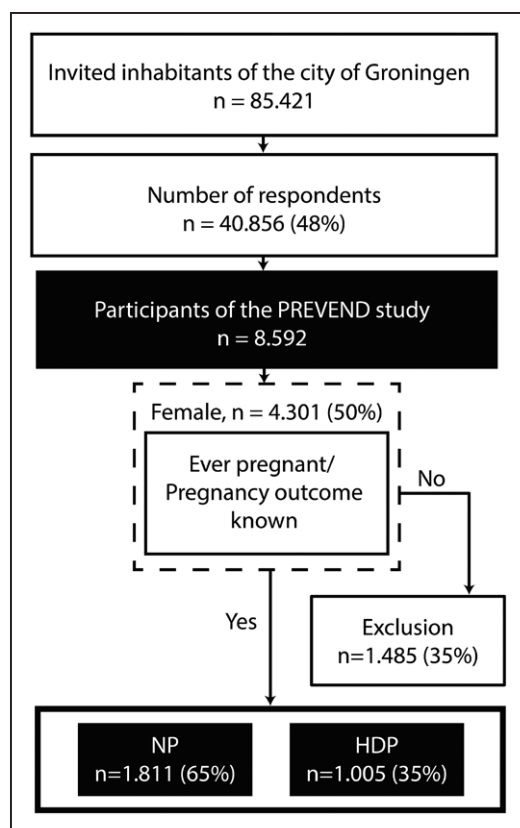 Invited inhabitants of the city of Groningen
n = 85.421
Number of respondents
n = 40.856 (48%)
Participants of the PREVEND study
n = 8.592
Female, n = 4.301 (50%)
Ever pregnant/
Pregnancy outcome
known
No
Yes
Exclusion
n=1.485 (35%)
NP
n=1.811 (65%)
HDP
n=1.005 (35%)